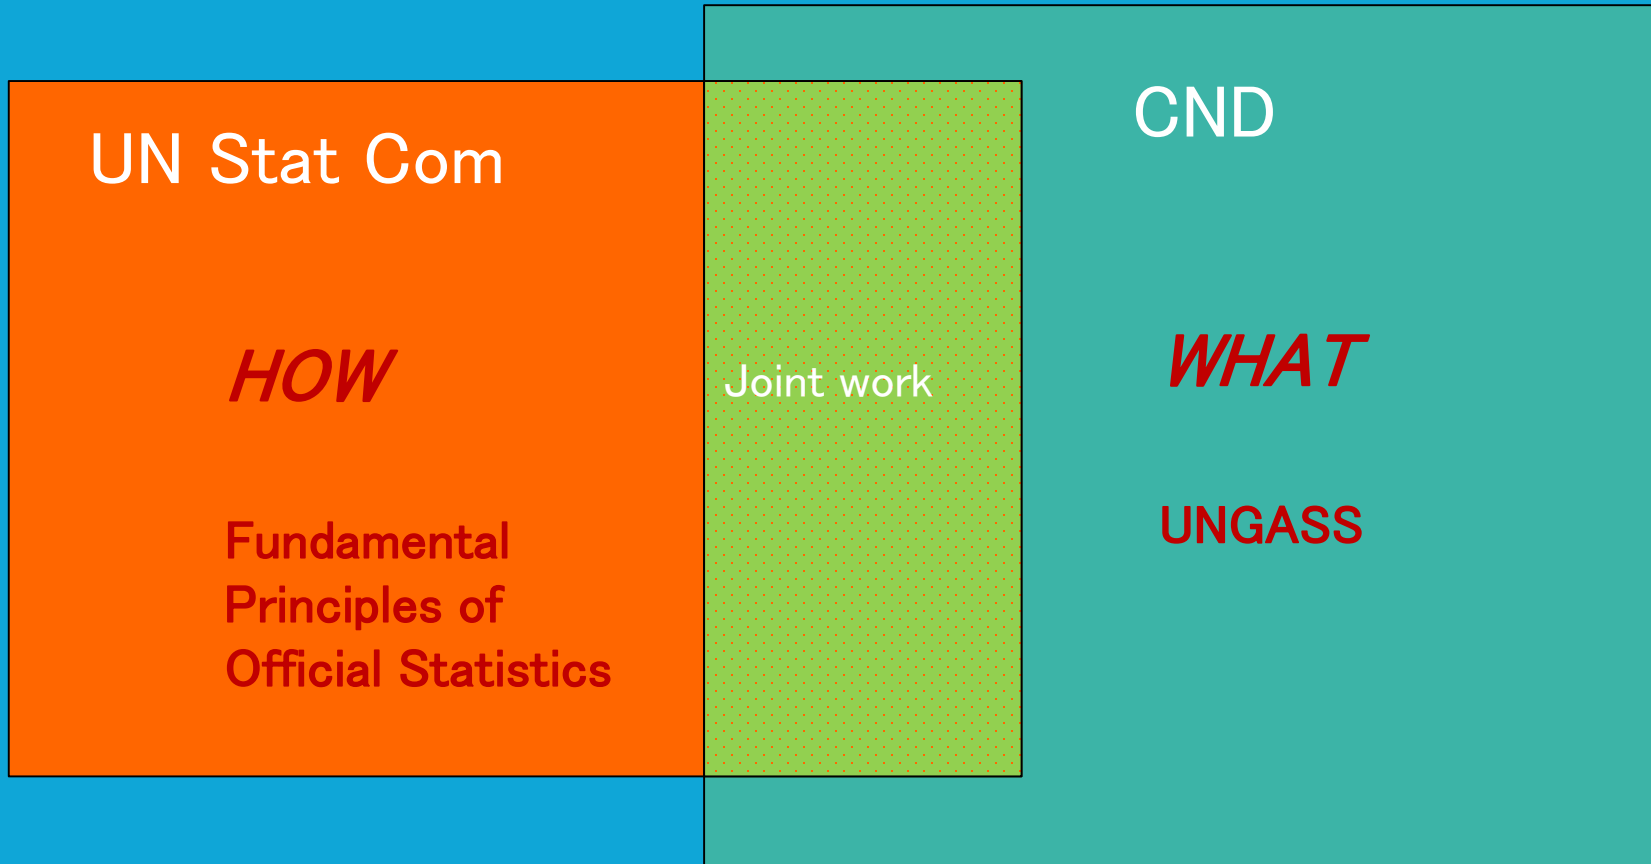 UN Stat Com
HOW
Fundamental
Principles of
Official Statistics
Joint work
CND
WHAT
UNGASS